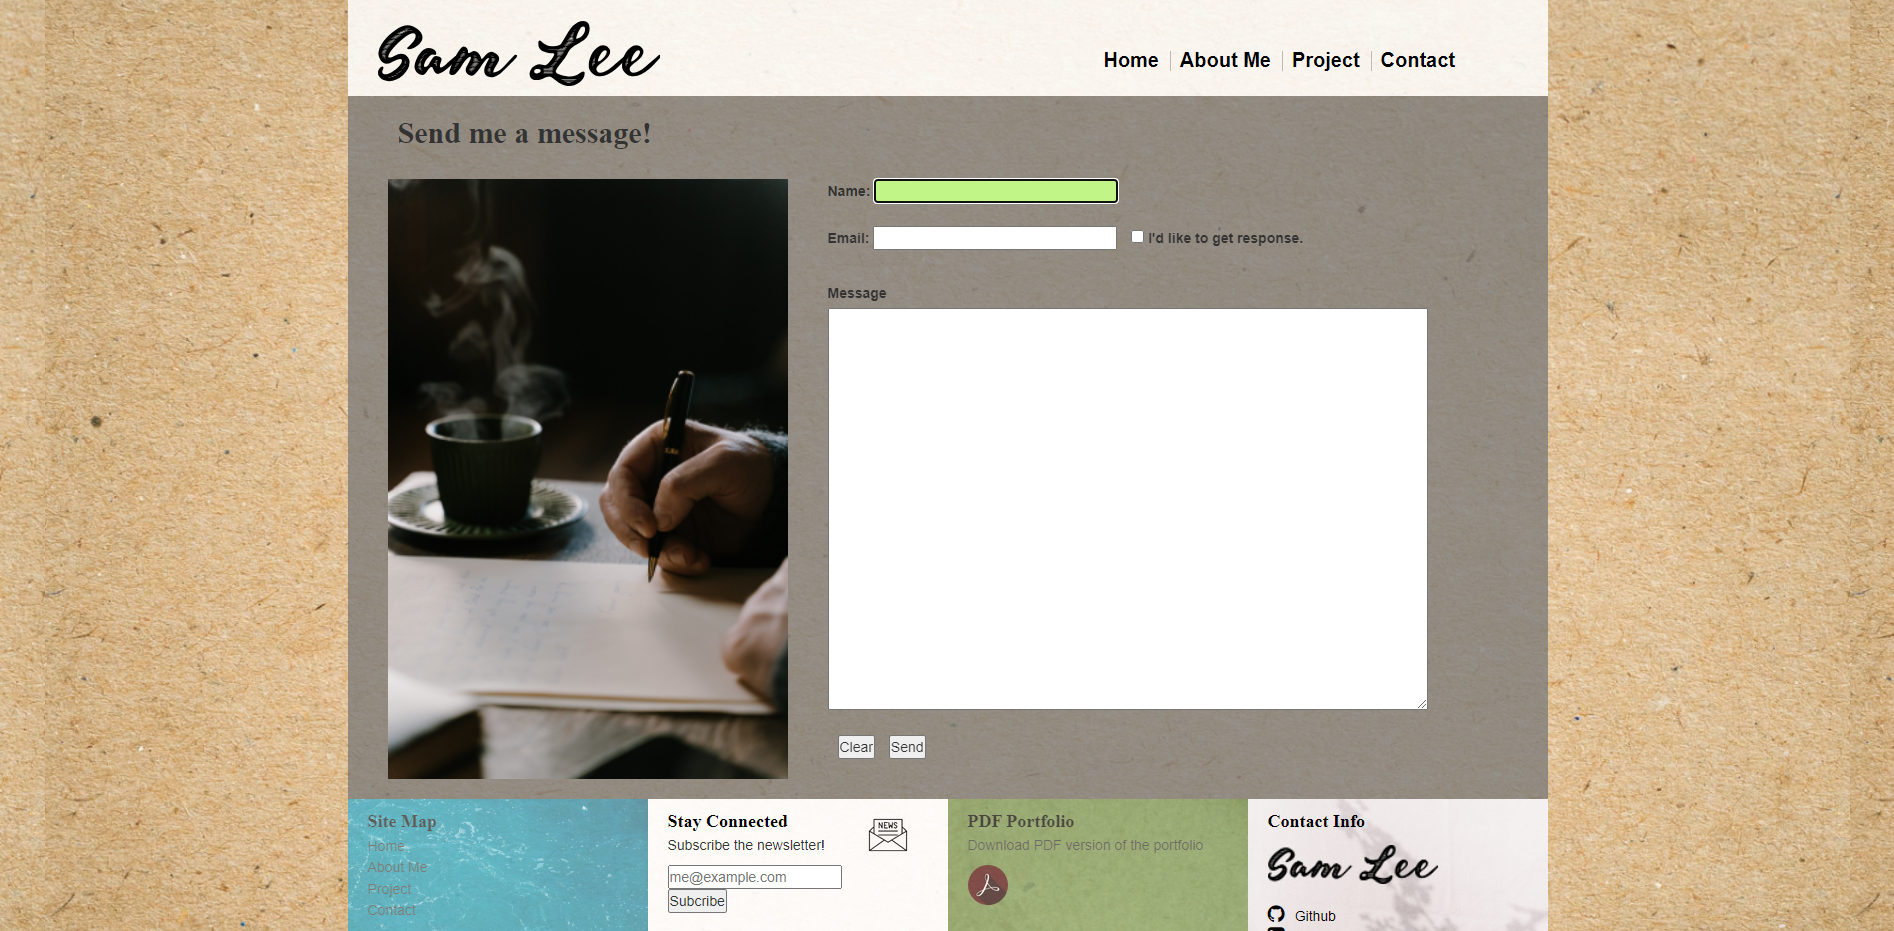 Sam Lee
Home
About Me
Project
Contact
Send me a message!
Name:
Email:
I'd like to get response.
Message
Clear
Send
Site Map
Home
About Me
Project
Contact
Stay Connected
Subscribe the newsletter!
NEWS
me@example.com
Subcribe
PDF Portfolio
Download PDF version of the portfolio
Contact Info
Sam Lee
Github